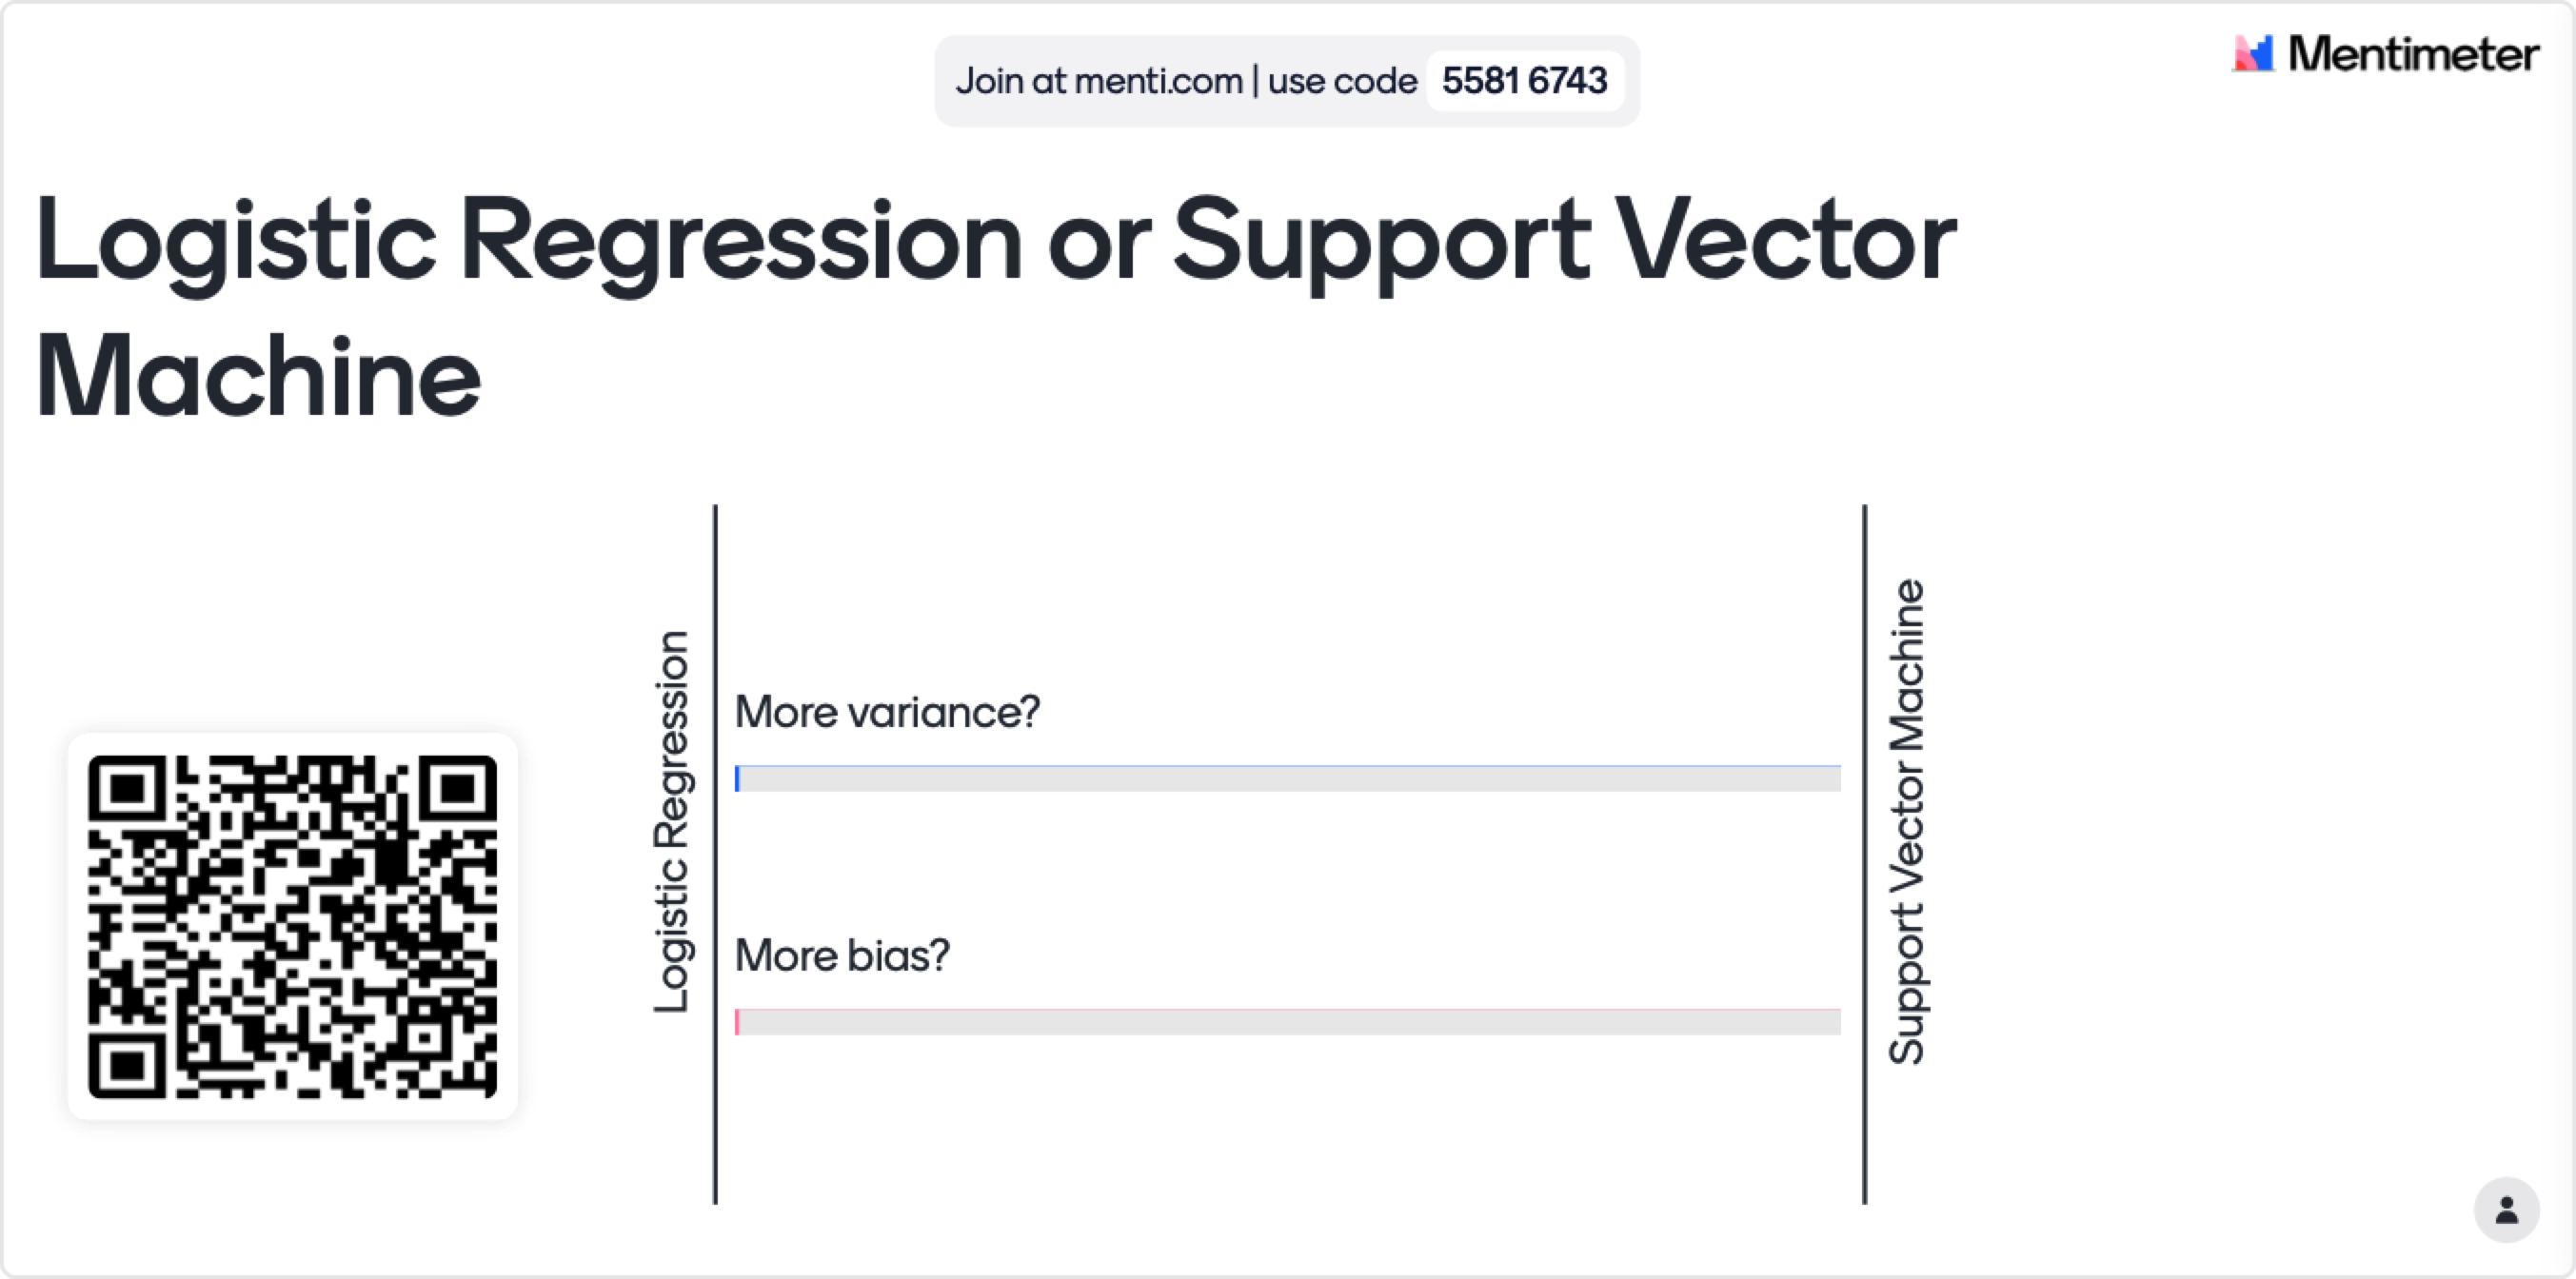 Join at menti.com | use code 5581 6743
Mentimeter
Logistic Regression or Support Vector
Machine
Logistic Regression
More variance?
More bias?
Support Vector Machine